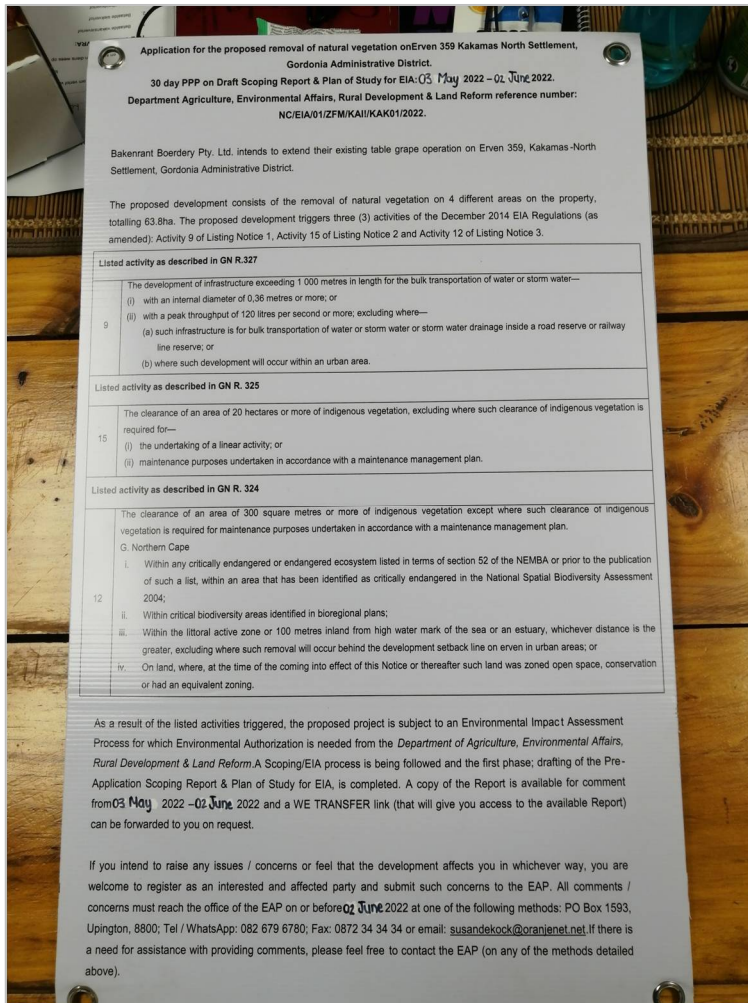 Application for the proposed removal of natural vegetation onErven 359 Kakamas North Settlement,
Gordonia Administrative District.
30 day PPP on Draft Scoping Report & Plan of Study for EIA:03 May 2022 – 02 June 2022.
Department Agriculture, Environmental Affairs, Rural Development & Land Reform reference number:
NC/EIA/01/ZFM/KAI!/KAK01/2022.
Bakenrant Boerdery Pty. Ltd. intends to extend their existing table grape operation on Erven 359, Kakamas-North
Settlement, Gordonia Administrative District.
The proposed development consists of the removal of natural vegetation on 4 different areas on the property,
totalling 63.8ha. The proposed development triggers three (3) activities of the December 2014 EIA Regulations (as
amended): Activity 9 of Listing Notice 1, Activity 15 of Listing Notice 2 and Activity 12 of Listing Notice 3.
Listed activity as described in GN R.327
The development of infrastructure exceeding 1 000 metres in length for the bulk transportation of water or storm water—
(i) with an internal diameter of 0,36 metres or more; or
(ii) with a peak throughput of 120 litres per second or more; excluding where—
9
(a) such infrastructure is for bulk transportation of water or storm water or storm water drainage inside a road reserve or railway
line reserve; or
(b) where such development will occur within an urban area.
Listed activity as described in GN R. 325
The clearance of an area of 20 hectares or more of indigenous vegetation, excluding where such clearance of indigenous vegetation is
15 required for—
(i) the undertaking of a linear activity; or
(ii) maintenance purposes undertaken in accordance with a maintenance management plan.
Listed activity as described in GN R. 324
The clearance of an area of 300 square metres or more of indigenous vegetation except where such clearance of indigenous
vegetation is required for maintenance purposes undertaken in accordance with a maintenance management plan.
G. Northern Cape
i. Within any critically endangered or endangered ecosystem listed in terms of section 52 of the NEMBA or prior to the publication
of such a list, within an area that has been identified as critically endangered in the National Spatial Biodiversity Assessment
12 2004;
ii. Within critical biodiversity areas identified in bioregional plans;
iii. Within the littoral active zone or 100 metres inland from high water mark of the sea or an estuary, whichever distance is the
greater, excluding where such removal will occur behind the development setback line on erven in urban areas; or
iv. On land, where, at the time of the coming into effect of this Notice or thereafter such land was zoned open space, conservation
or had an equivalent zoning.
As a result of the listed activities triggered, the proposed project is subject to an Environmental Impact Assessment
Process for which Environmental Authorization is needed from the Department of Agriculture, Environmental Affairs,
Rural Development & Land Reform.A Scoping/EIA process is being followed and the first phase; drafting of the Pre-
Application Scoping Report & Plan of Study for EIA, is completed. A copy of the Report is available for comment
from03 May 2022 –02 June 2022 and a WE TRANSFER link (that will give you access to the available Report)
can be forwarded to you on request.
If you intend to raise any issues / concerns or feel that the development affects you in whichever way, you are
welcome to register as an interested and affected party and submit such concerns to the EAP. All comments /
concerns must reach the office of the EAP on or before02 June 2022 at one of the following methods: PO Box 1593,
Upington, 8800; Tel / WhatsApp: 082 679 6780; Fax: 0872 34 34 34 or email: susandekock@oranjenet.net.If there is
a need for assistance with providing comments, please feel free to contact the EAP (on any of the methods detailed
above).